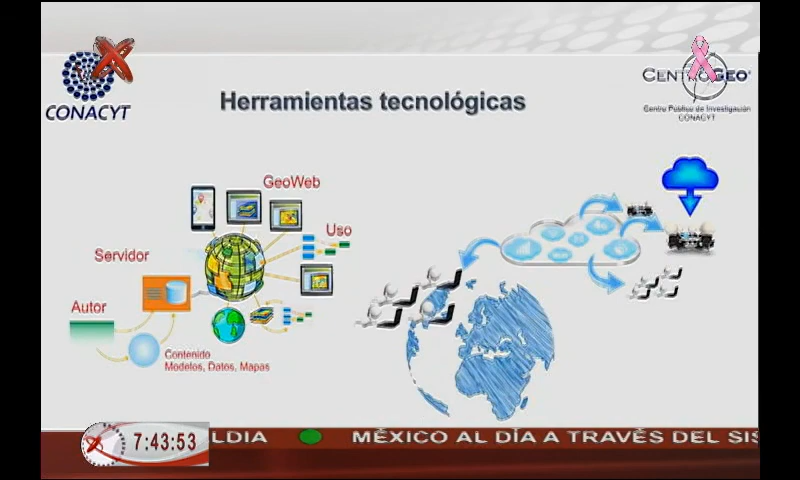 CONACYT
CENTROGEO
Centro Público de Investigación
CONACYT
Herramientas tecnológicas
GeoWeb
Uso
Servidor
Autor
Contenido
Modelos, Datos, Mapas
7:43:53
LDIA MÉXICO AL DÍA A TRAVÉS DEL SIS